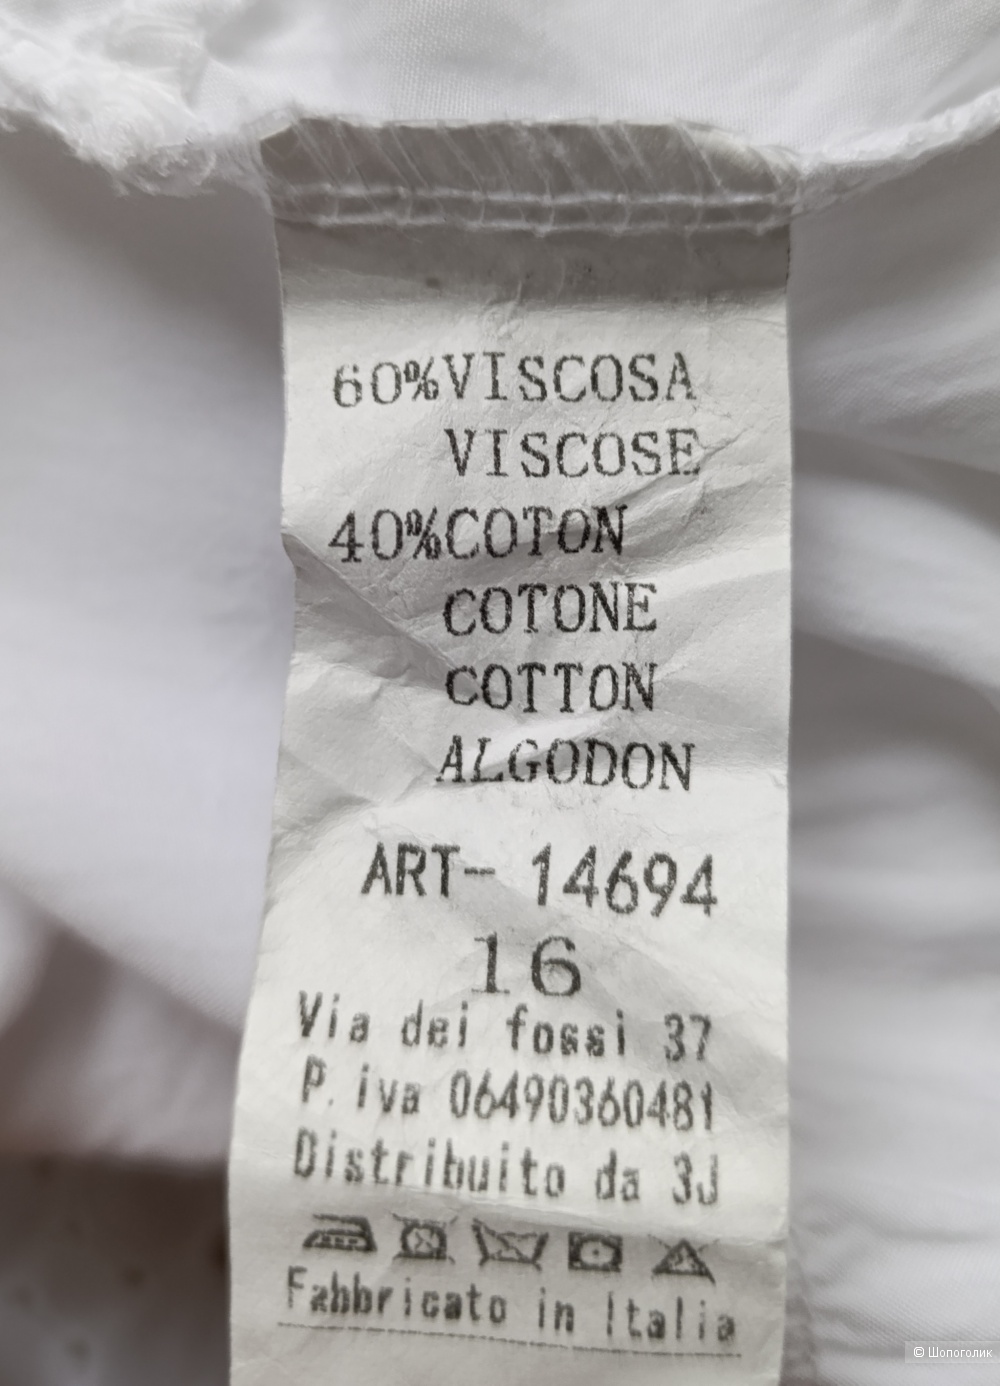 60%VISCOSA
VISCOSE
40%COTON
COTONE
COTTON
ALGODON
ART- 14694
16
Via dei fossi 37
P. iva 06490360481
Distribuito da 3J
Fabbricato in Italia
© Шопоголик